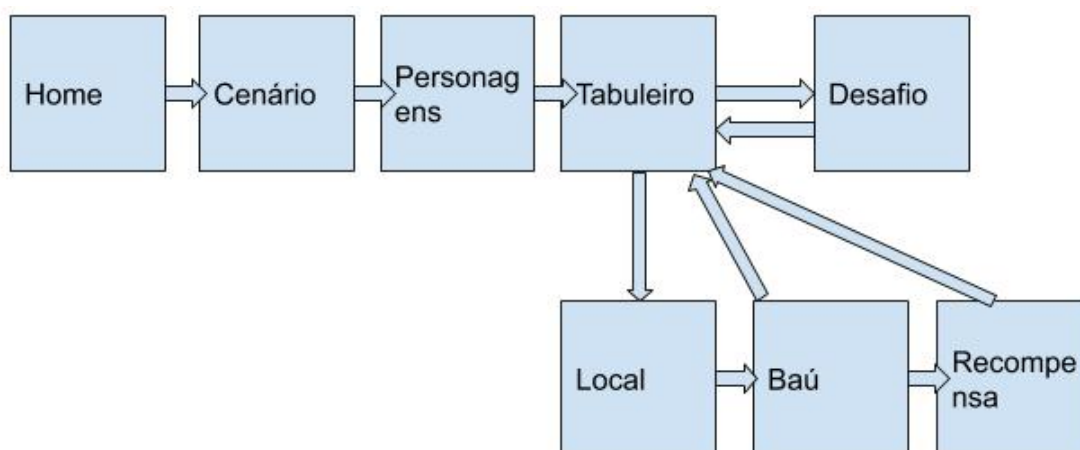 Home
Cenário
Personag
ens
Tabuleiro
Desafio
Local
Baú
Recompe
nsa